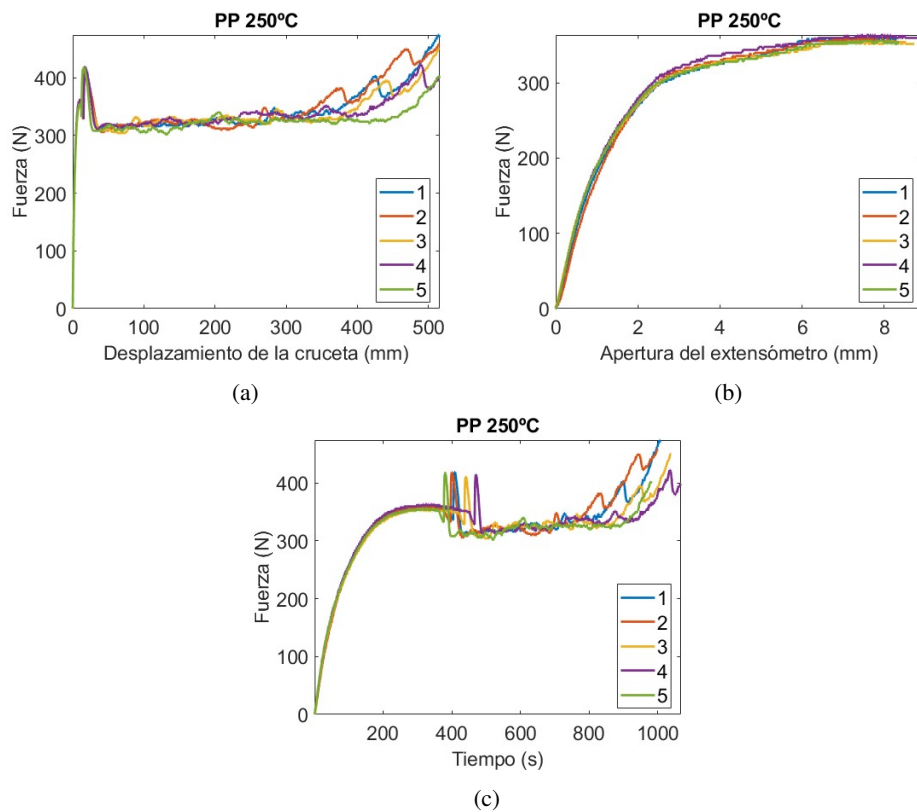 PP 250ºC
400
300
200
100
0
Fuerza (N)
0 100 200 300 400 500
Desplazamiento de la cruceta (mm)
1
2
3
4
5
(a)
PP 250ºC
300
200
100
0
Fuerza (N)
0 2 4 6 8
Apertura del extensómetro (mm)
1
2
3
4
5
(b)
PP 250ºC
400
300
200
100
0
Fuerza (N)
200 400 600 800 1000
Tiempo (s)
1
2
3
4
5
(c)